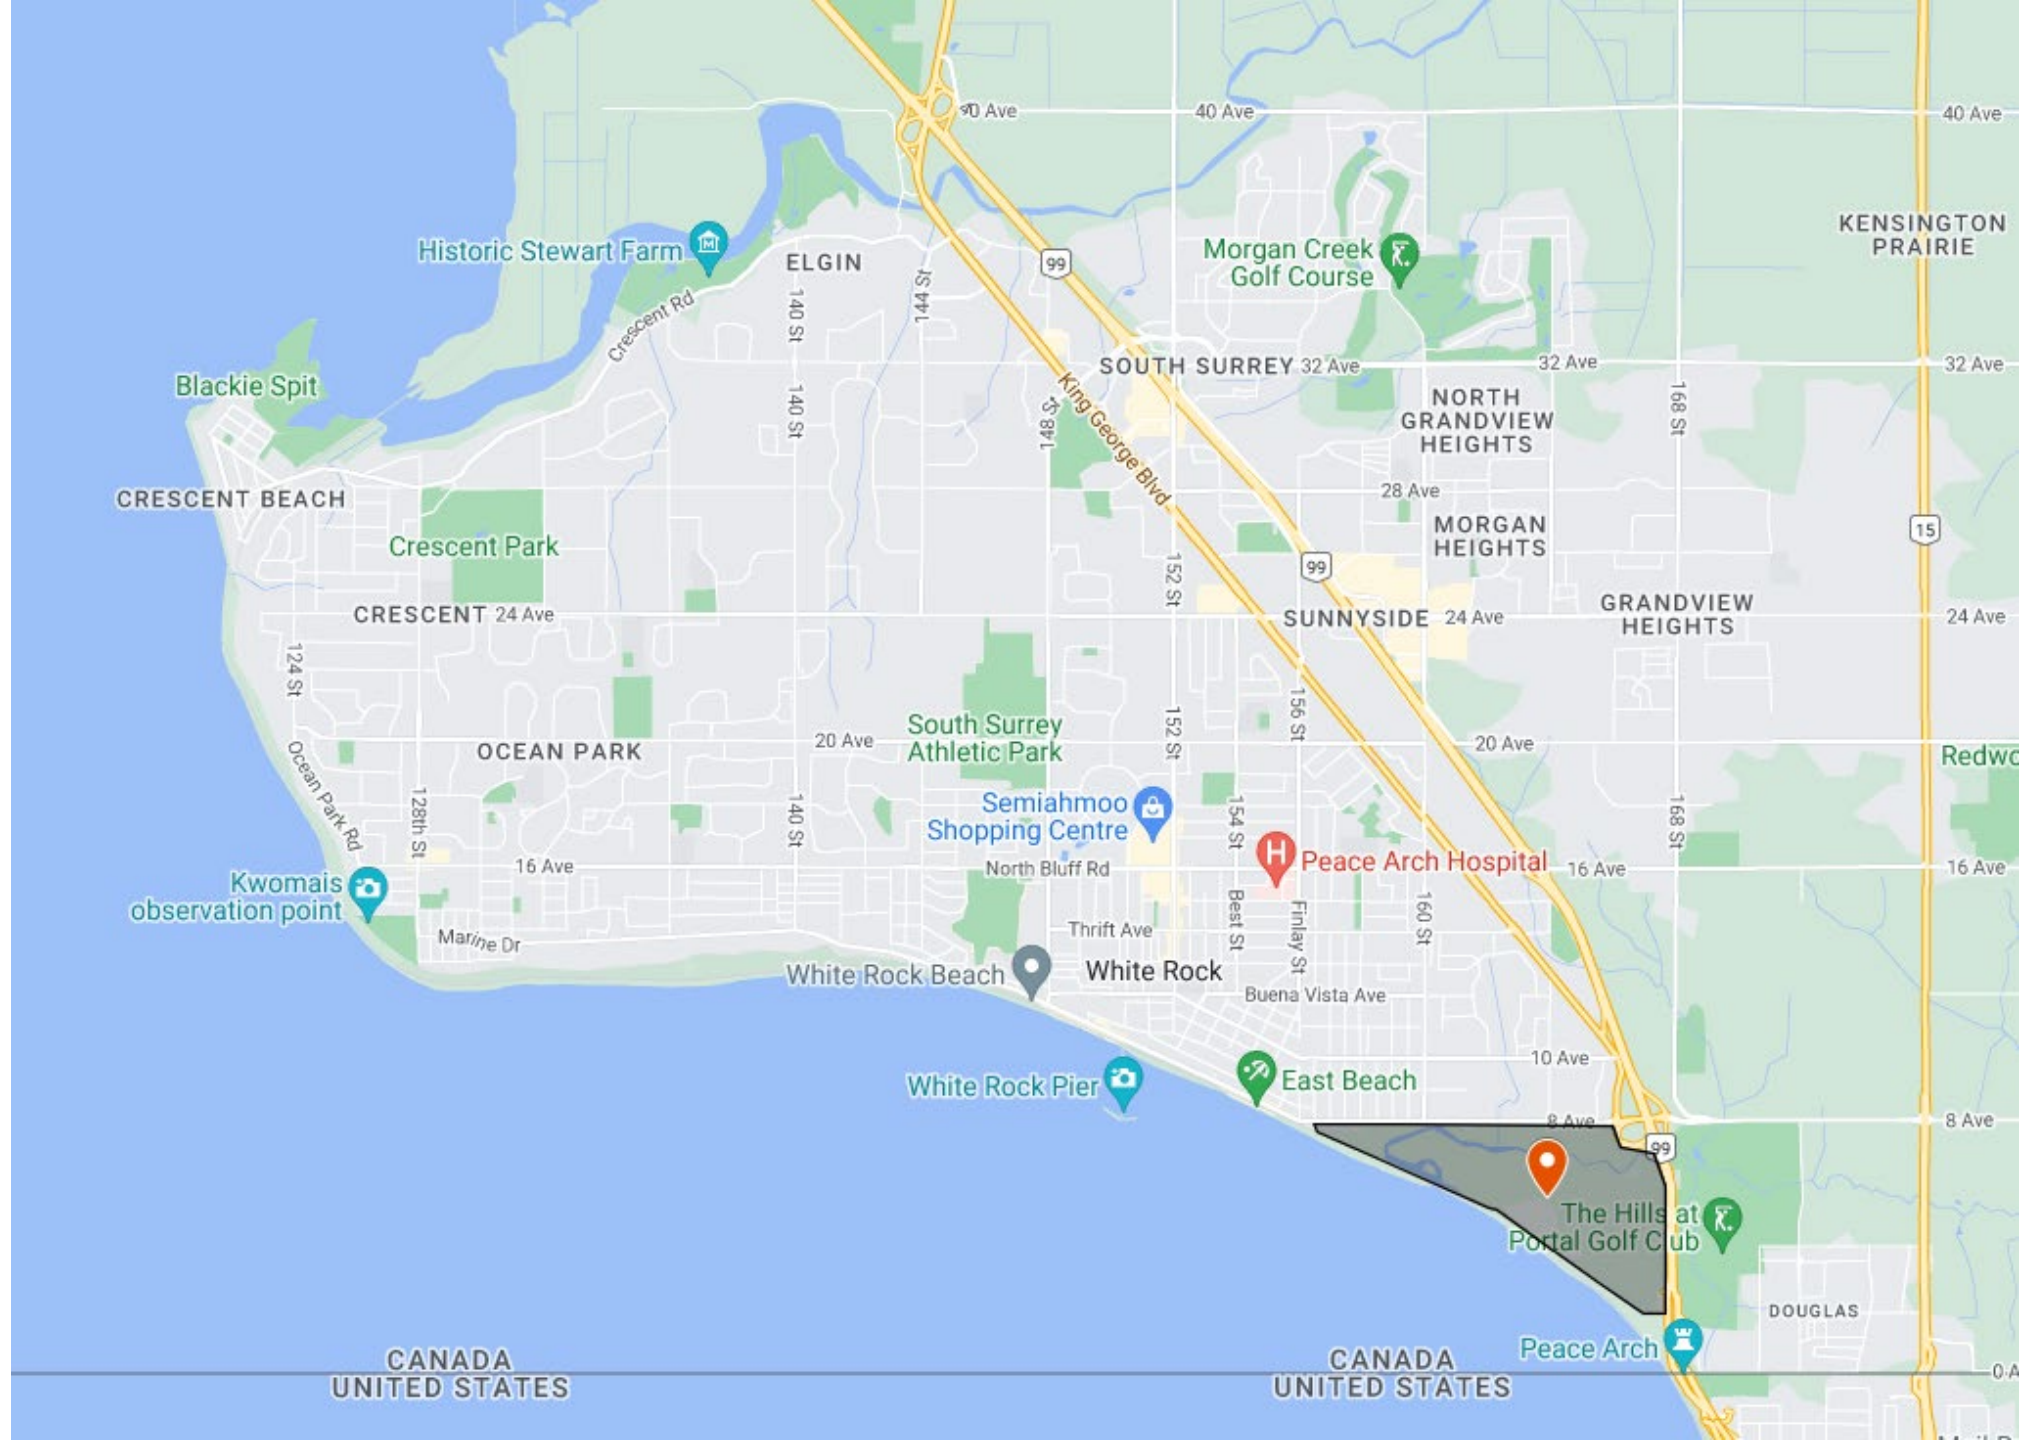 40 Ave
40 Ave
40 Ave
KENSINGTON
PRAIRIE
Historic Stewart Farm
ELGIN
99
Morgan Creek
Golf Course
144 St
140 St
Crescent Rd
SOUTH SURREY
32 Ave
32 Ave
32 Ave
Blackie Spit
King George Blvd
140 St
148 St
168 St
NORTH
GRANDVIEW
HEIGHTS
28 Ave
CRESCENT BEACH
MORGAN
HEIGHTS
15
Crescent Park
99
152 St
CRESCENT
24 Ave
SUNNYSIDE
24 Ave
GRANDVIEW
HEIGHTS
24 Ave
124 St
156 St
152 St
OCEAN PARK
20 Ave
South Surrey
Athletic Park
20 Ave
Redwo
Ocean Park Rd
128th St
140 St
Semiahmoo
Shopping Centre
154 St
168 St
North Bluff Rd
16 Ave
Peace Arch Hospital
16 Ave
16 Ave
Kwomais
observation point
Marine Dr
Thrift Ave
Best St
Finlay St
160 St
White Rock Beach
White Rock
Buena Vista Ave
10 Ave
White Rock Pier
East Beach
8 Ave
8 Ave
99
The Hills at
Portal Golf Club
DOUGLAS
Peace Arch
CANADA
UNITED STATES
CANADA
UNITED STATES
0 A